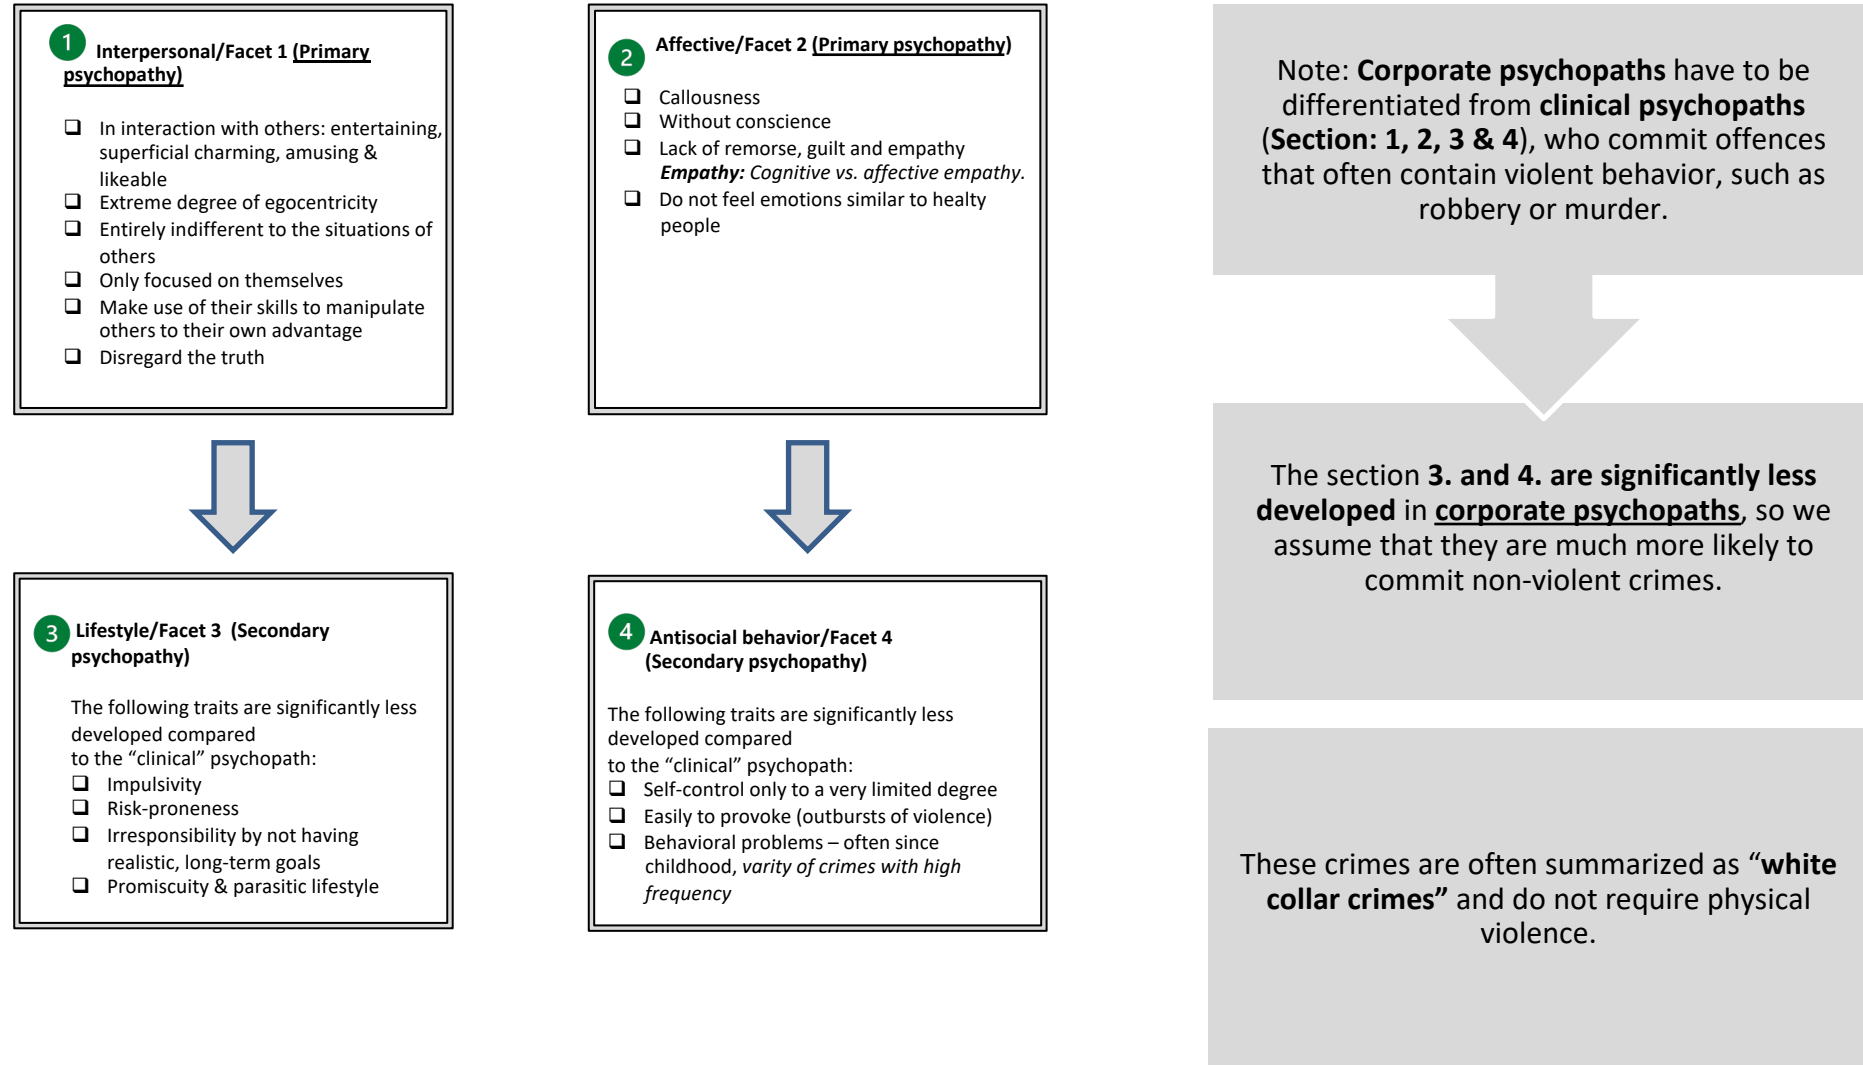 1 Interpersonal/Facet 1 (Primary
psychopathy)
❑ In interaction with others: entertaining,
superficial charming, amusing &
likeable
❑ Extreme degree of egocentricity
❑ Entirely indifferent to the situations of
others
❑ Only focused on themselves
❑ Make use of their skills to manipulate
others to their own advantage
❑ Disregard the truth
2 Affective/Facet 2 (Primary psychopathy)
❑ Callousness
❑ Without conscience
❑ Lack of remorse, guilt and empathy
Empathy: Cognitive vs. affective empathy.
❑ Do not feel emotions similar to healty
people
3 Lifestyle/Facet 3 (Secondary
psychopathy)
The following traits are significantly less
developed compared
to the “clinical” psychopath:
❑ Impulsivity
❑ Risk-proneness
❑ Irresponsibility by not having
realistic, long-term goals
❑ Promiscuity & parasitic lifestyle
4 Antisocial behavior/Facet 4
(Secondary psychopathy)
The following traits are significantly less
developed compared
to the “clinical” psychopath:
❑ Self-control only to a very limited degree
❑ Easily to provoke (outbursts of violence)
❑ Behavioral problems – often since
childhood, varity of crimes with high
frequency
Note: Corporate psychopaths have to be
differentiated from clinical psychopaths
(Section: 1, 2, 3 & 4), who commit offences
that often contain violent behavior, such as
robbery or murder.
The section 3. and 4. are significantly less
developed in corporate psychopaths, so we
assume that they are much more likely to
commit non-violent crimes.
These crimes are often summarized as “white
collar crimes” and do not require physical
violence.